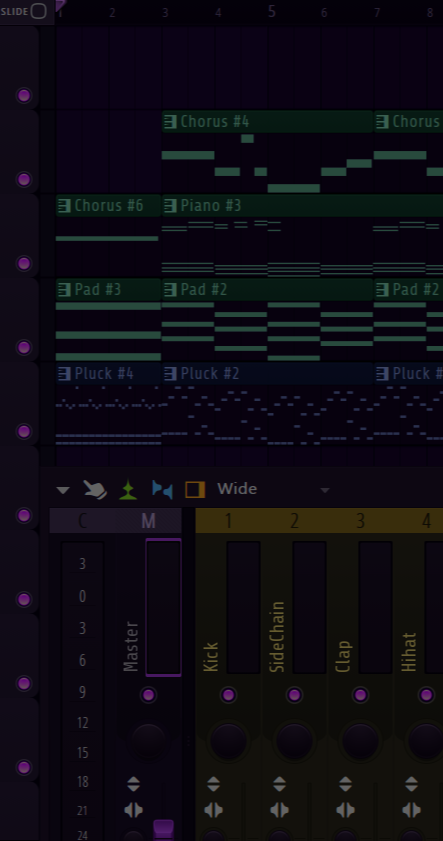 SLIDE 1 2 3 4 5 6 7 8
Chorus #4 Chorus
Chorus #6 Piano #3
Pad #3 Pad #2 Pad #2
Pluck #4 Pluck #2 Pluck #
Wide
C M 1 2 3 4
3
0
3
6
9
12
15
18
21
24
Master
Kick
SideChain
Clap
Hihat